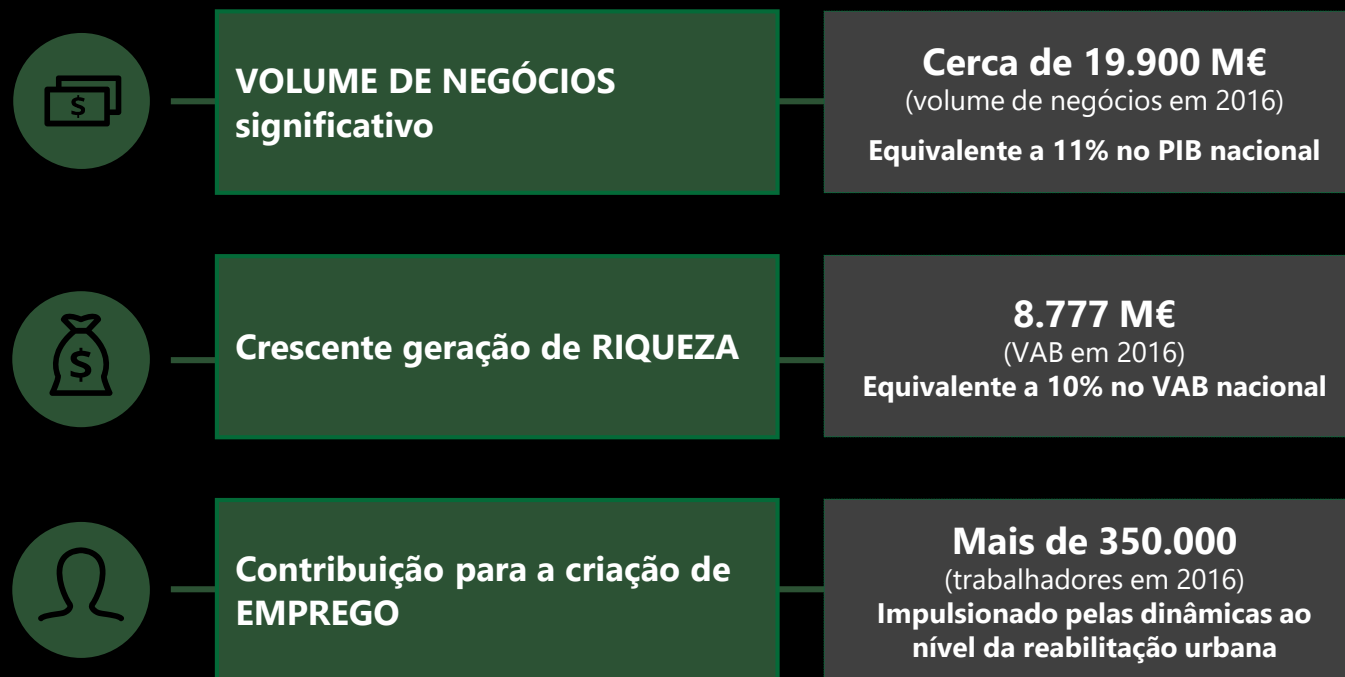 $
VOLUME DE NEGÓCIOS
significativo
Cerca de 19.900 M€
(volume de negócios em 2016)
Equivalente a 11% no PIB nacional
$
Crescente geração de RIQUEZA
8.777 M€
(VAB em 2016)
Equivalente a 10% no VAB nacional
Contribuição para a criação de
EMPREGO
Mais de 350.000
(trabalhadores em 2016)
Impulsionado pelas dinâmicas ao
nível da reabilitação urbana